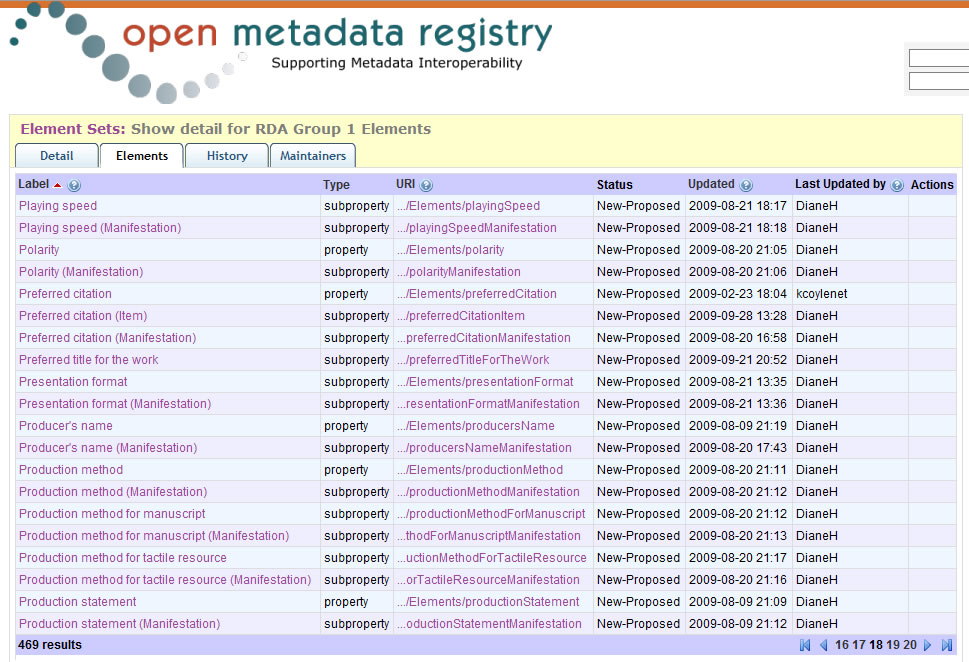 open metadata registry
Supporting Metadata Interoperability
Element Sets: Show detail for RDA Group 1 Elements
Detail Elements History Maintainers
Label Type URI Status Updated Last Updated by Actions
Playing speed subproperty .../Elements/playingSpeed New-Proposed 2009-08-21 18:17 DianeH
Playing speed (Manifestation) subproperty .../playingSpeedManifestation New-Proposed 2009-08-21 18:18 DianeH
Polarity property .../Elements/polarity New-Proposed 2009-08-20 21:05 DianeH
Polarity (Manifestation) subproperty .../polarityManifestation New-Proposed 2009-08-20 21:06 DianeH
Preferred citation property .../Elements/preferredCitation New-Proposed 2009-02-23 18:04 kcoylenet
Preferred citation (Item) subproperty .../preferredCitationItem New-Proposed 2009-09-28 13:28 DianeH
Preferred citation (Manifestation) subproperty ...preferredCitationManifestation New-Proposed 2009-08-20 16:58 DianeH
Preferred title for the work subproperty .../preferredTitleForTheWork New-Proposed 2009-09-21 20:52 DianeH
Presentation format subproperty .../Elements/presentationFormat New-Proposed 2009-08-21 13:35 DianeH
Presentation format (Manifestation) subproperty ...resentationFormatManifestation New-Proposed 2009-08-21 13:36 DianeH
Producer's name property .../Elements/producersName New-Proposed 2009-08-09 21:19 DianeH
Producer's name (Manifestation) subproperty .../producersNameManifestation New-Proposed 2009-08-20 17:43 DianeH
Production method property .../Elements/productionMethod New-Proposed 2009-08-20 21:11 DianeH
Production method (Manifestation) subproperty .../productionMethodManifestation New-Proposed 2009-08-20 21:12 DianeH
Production method for manuscript subproperty .../productionMethodForManuscript New-Proposed 2009-08-20 21:12 DianeH
Production method for manuscript (Manifestation) subproperty ...thodForManuscriptManifestation New-Proposed 2009-08-20 21:13 DianeH
Production method for tactile resource subproperty ...uctionMethodForTactileResource New-Proposed 2009-08-20 21:17 DianeH
Production method for tactile resource (Manifestation) subproperty ...orTactileResourceManifestation New-Proposed 2009-08-20 21:16 DianeH
Production statement property .../Elements/productionStatement New-Proposed 2009-08-09 21:09 DianeH
Production statement (Manifestation) subproperty ...oductionStatementManifestation New-Proposed 2009-08-09 21:12 DianeH
469 results 16 17 18 19 20